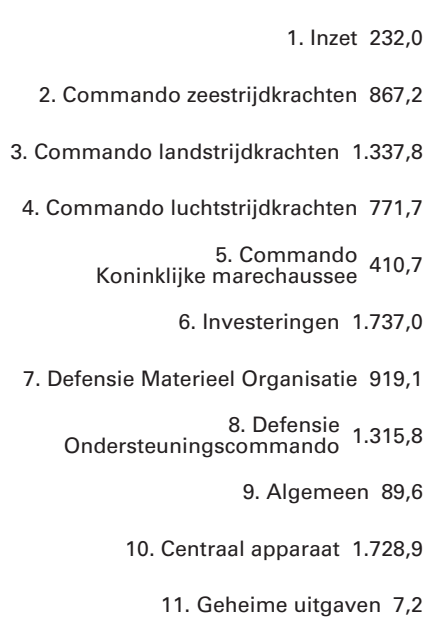 1. Inzet 232,0
2. Commando zeestrijdkrachten 867,2
3. Commando landstrijdkrachten 1.337,8
4. Commando luchtstrijdkrachten 771,7
5. Commando
Koninklijke marechaussee 410,7
6. Investeringen 1.737,0
7. Defensie Materieel Organisatie 919,1
8. Defensie
Ondersteuningscommando 1.315,8
9. Algemeen 89,6
10. Centraal apparaat 1.728,9
11. Geheime uitgaven 7,2